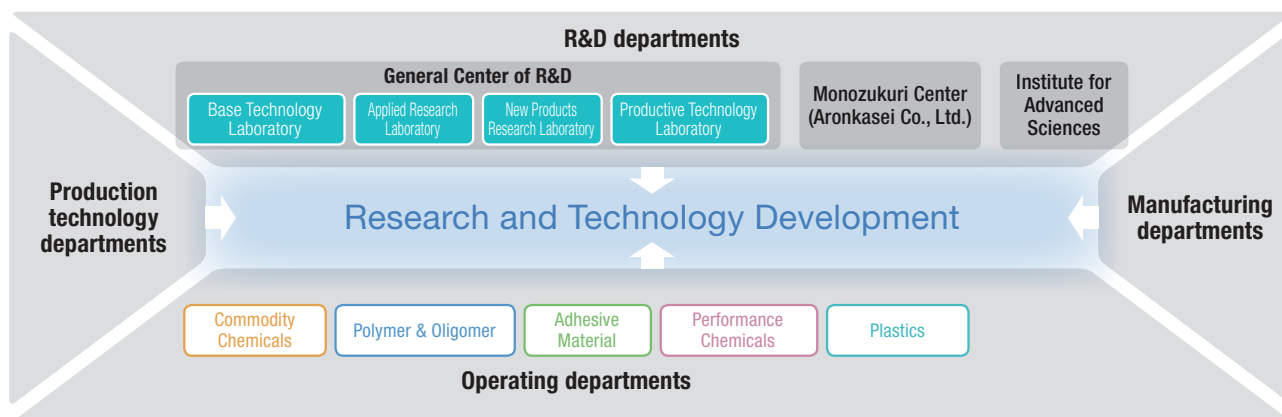 R&D departments
General Center of R&D
Base Technology
Laboratory
Applied Research
Laboratory
New Products
Research Laboratory
Productive Technology
Laboratory
Monozukuri Center
(Aronkasei Co., Ltd.)
Institute for
Advanced
Sciences
Production
technology
departments
Research and Technology Development
Manufacturing
departments
Commodity
Chemicals
Polymer & Oligomer
Adhesive
Material
Performance
Chemicals
Plastics
Operating departments